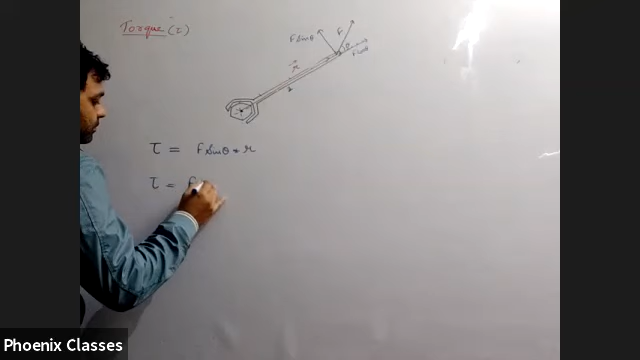 Torque (τ)
F sinθ F θ F cosθ
r⃗
τ = F sinθ * r
τ = F
Phoenix Classes